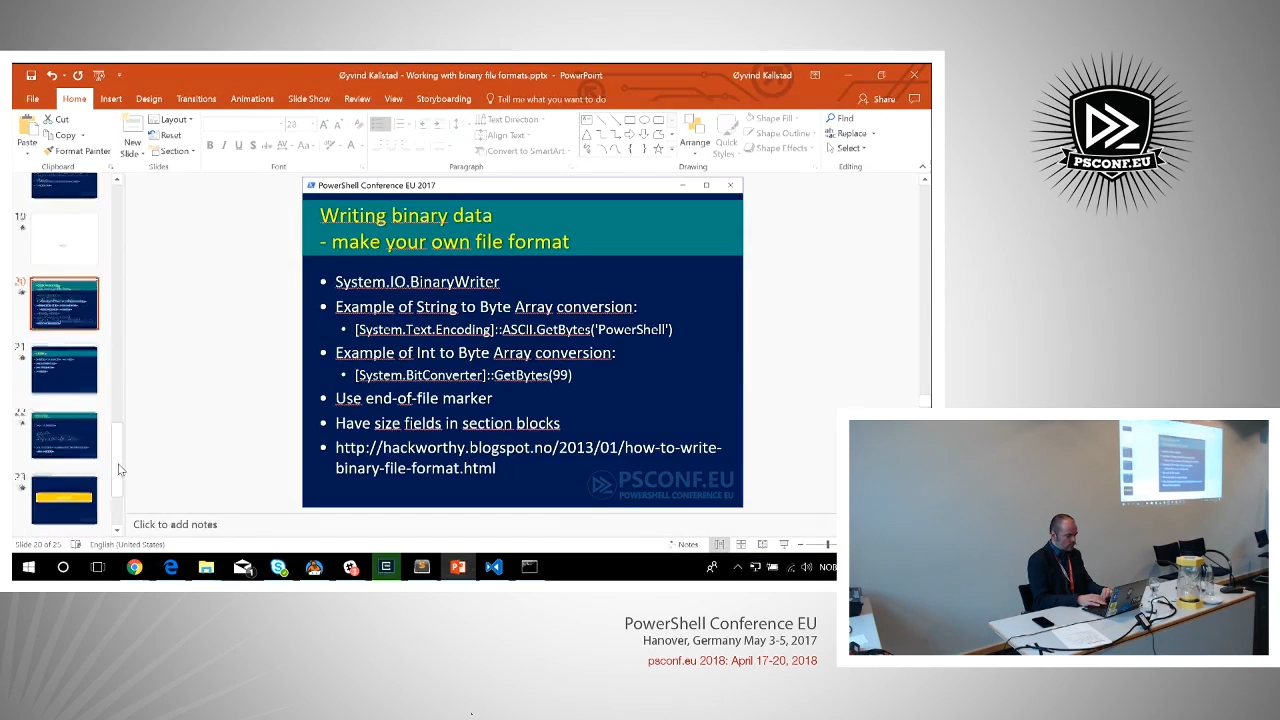 Øyvind Kallstad - Working with binary file formats.pptx - PowerPoint
Øyvind Kallstad
File
Home
Insert
Design
Transitions
Animations
Slide Show
Review
View
Storyboarding
Tell me what you want to do
Share
Paste
Cut
Copy
Format Painter
Clipboard
New
Slide
Layout
Reset
Section
Slides
28
Font
Text Direction
Align Text
Convert to SmartArt
Paragraph
Arrange
Quick
Styles
Shape Fill
Shape Outline
Shape Effects
Drawing
Find
Replace
Select
Editing
19
20
21
22
23
PowerShell Conference EU 2017
Writing binary data
- make your own file format
• System.IO.BinaryWriter
• Example of String to Byte Array conversion:
• [System.Text.Encoding]::ASCII.GetBytes('PowerShell')
• Example of Int to Byte Array conversion:
• [System.BitConverter]::GetBytes(99)
• Use end-of-file marker
• Have size fields in section blocks
• http://hackworthy.blogspot.no/2013/01/how-to-write-
binary-file-format.html
PSCONF.EU
POWERSHELL CONFERENCE EU
Click to add notes
Slide 20 of 25
English (United States)
Notes
NOB
PSCONF.EU
PowerShell Conference EU
Hanover, Germany May 3-5, 2017
psconf.eu 2018: April 17-20, 2018